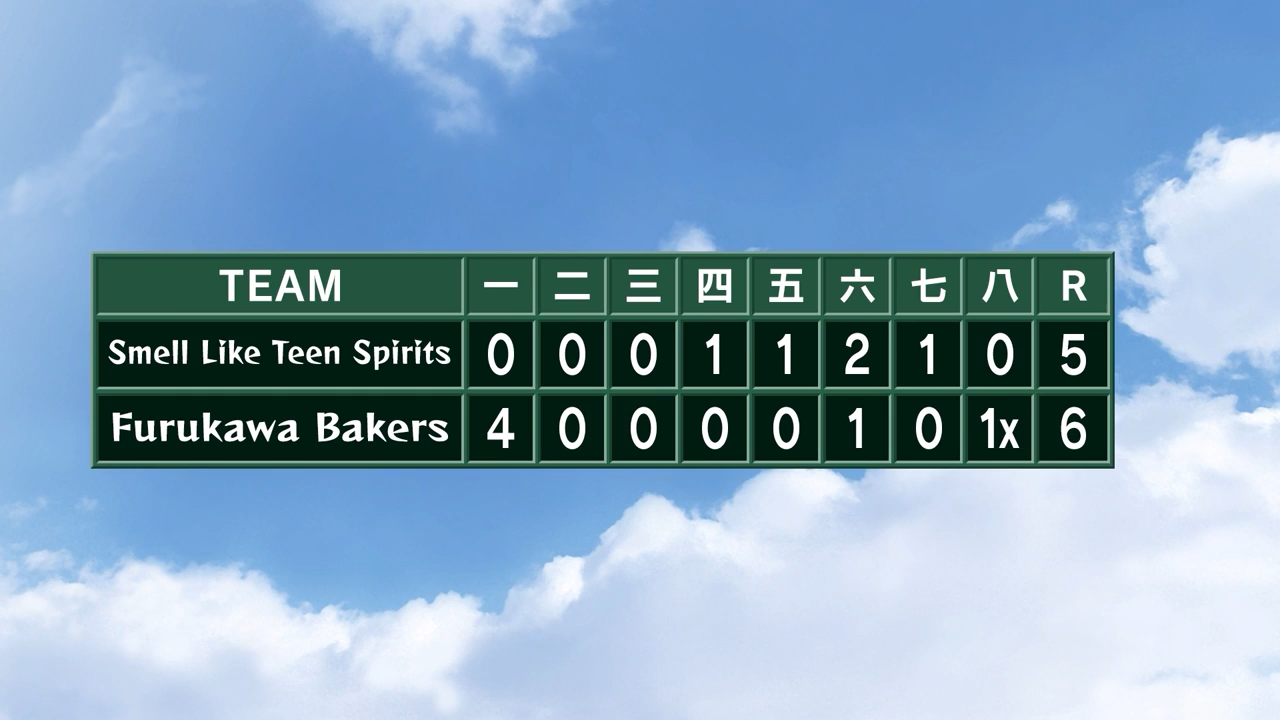 TEAM 一 二 三 四 五 六 七 八 R
Smell Like Teen Spirits 0 0 0 1 1 2 1 0 5
Furukawa Bakers 4 0 0 0 0 1 0 1x 6